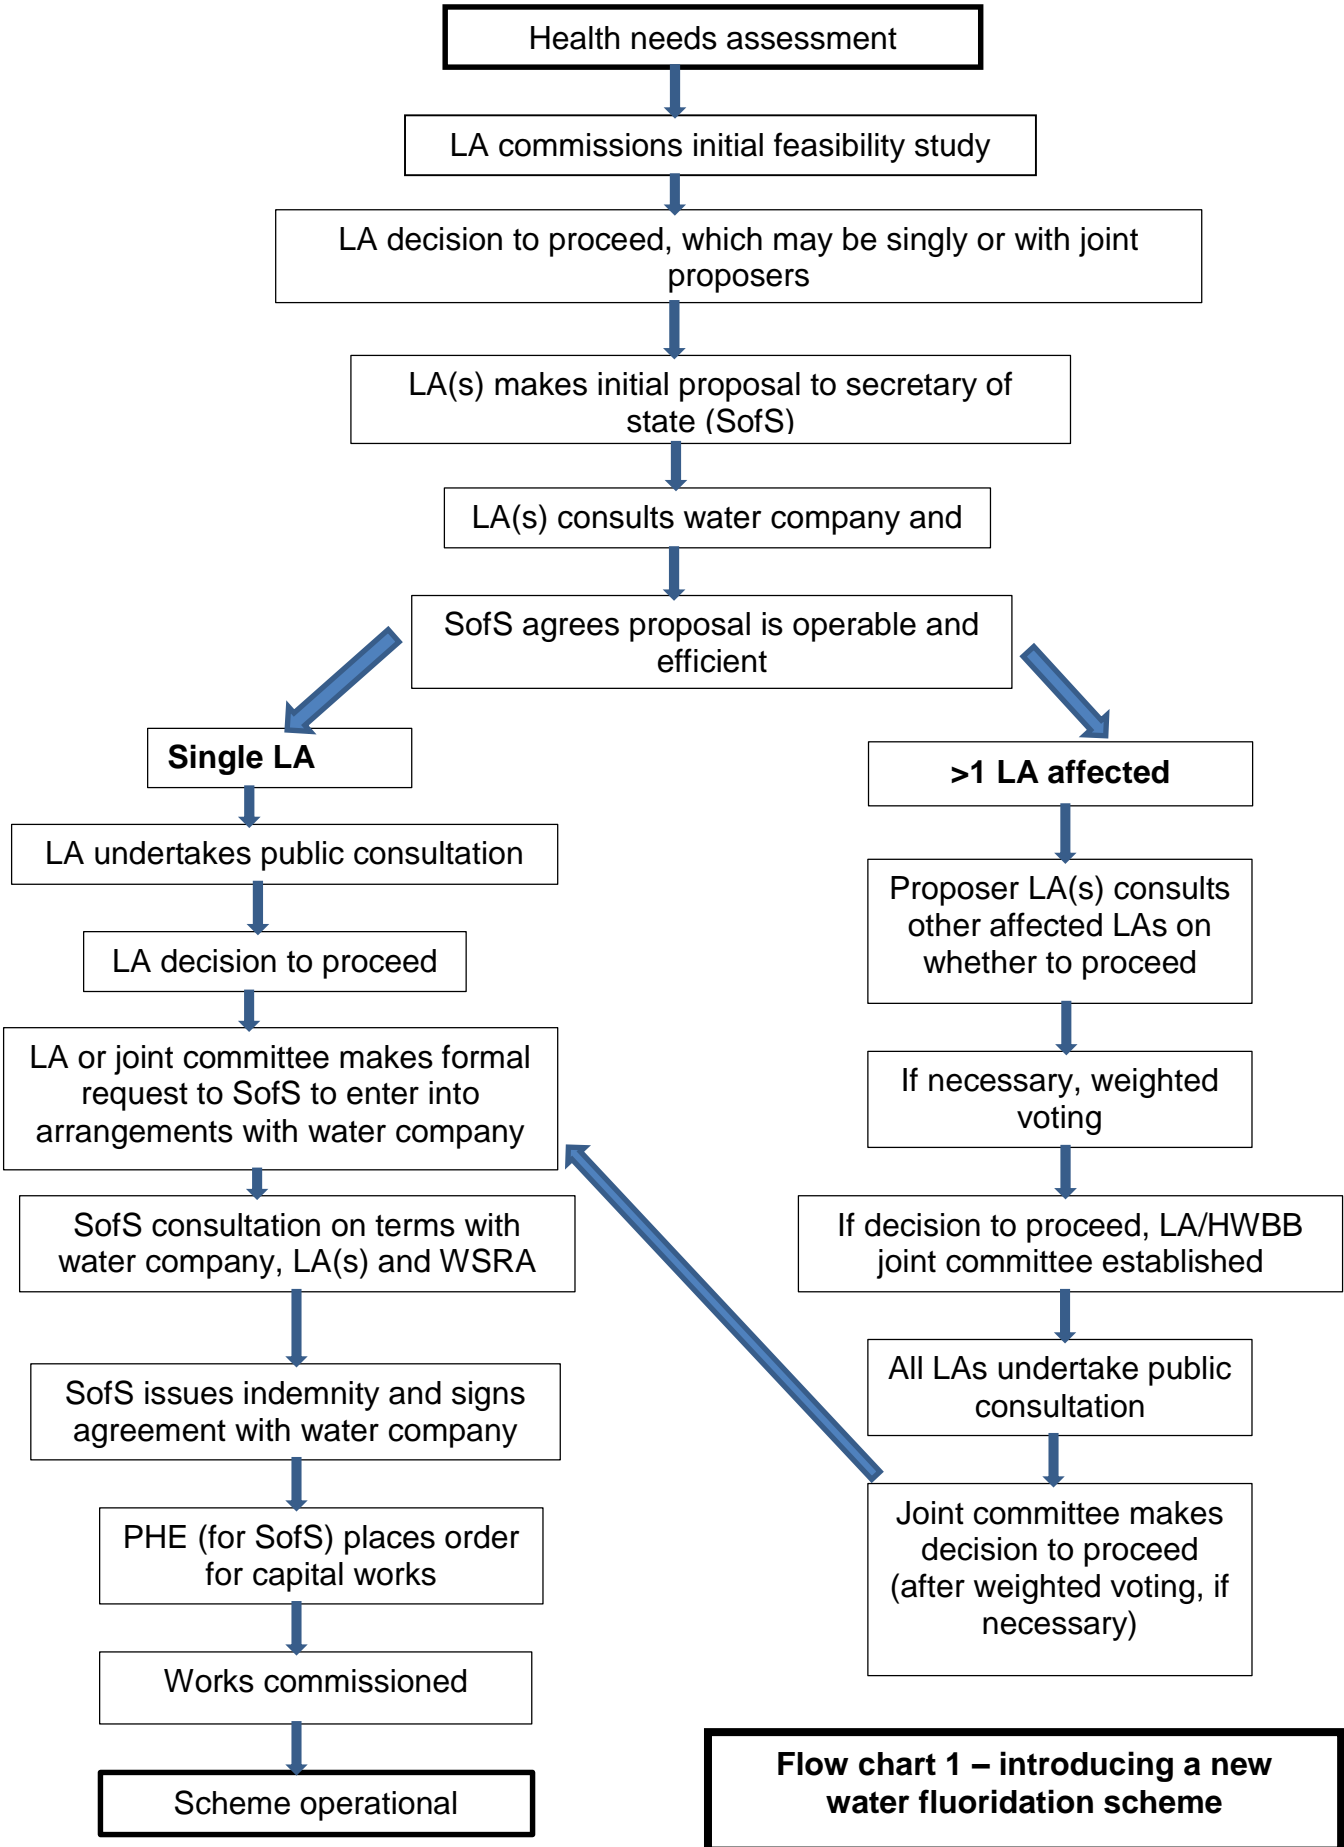 Health needs assessment
LA commissions initial feasibility study
LA decision to proceed, which may be singly or with joint
proposers
LA(s) makes initial proposal to secretary of
state (SofS)
LA(s) consults water company and
SofS agrees proposal is operable and
efficient
Single LA
LA undertakes public consultation
LA decision to proceed
LA or joint committee makes formal
request to SofS to enter into
arrangements with water company
SofS consultation on terms with
water company, LA(s) and WSRA
SofS issues indemnity and signs
agreement with water company
PHE (for SofS) places order
for capital works
Works commissioned
Scheme operational
>1 LA affected
Proposer LA(s) consults
other affected LAs on
whether to proceed
If necessary, weighted
voting
If decision to proceed, LA/HWBB
joint committee established
All LAs undertake public
consultation
Joint committee makes
decision to proceed
(after weighted voting, if
necessary)
Flow chart 1 – introducing a new
water fluoridation scheme